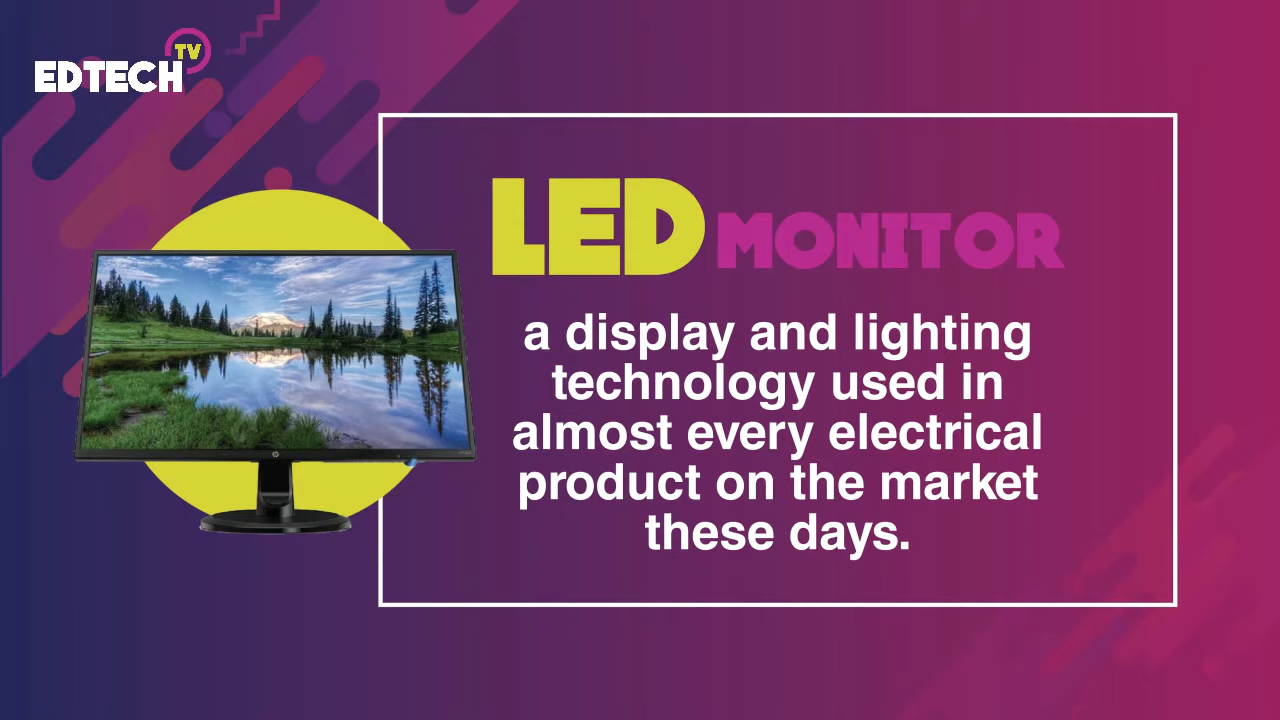 TV
EDTECH
LED MONITOR
a display and lighting
technology used in
almost every electrical
product on the market
these days.